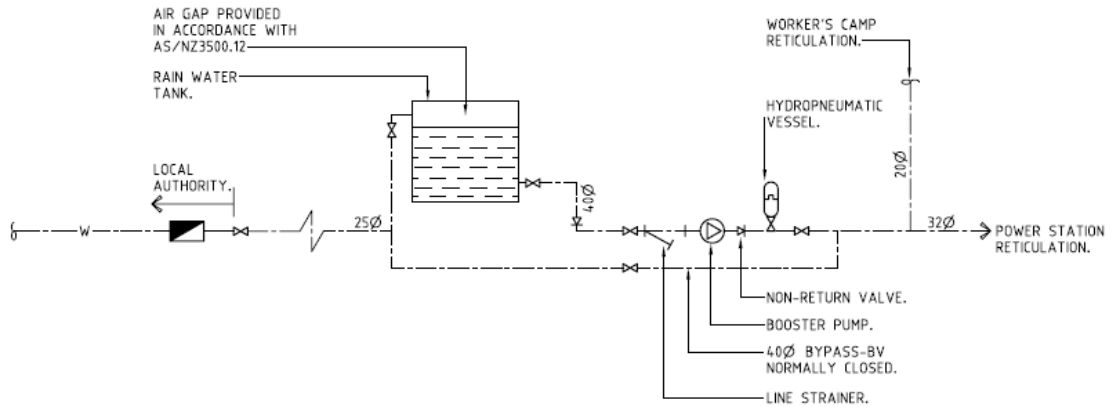 AIR GAP PROVIDED
IN ACCORDANCE WITH
AS/NZ3500.12
RAIN WATER
TANK.
WORKER'S CAMP
RETICULATION.
HYDROPNEUMATIC
VESSEL.
LOCAL
AUTHORITY.
W
25Ø
40Ø
20Ø
32Ø
POWER STATION
RETICULATION.
NON-RETURN VALVE.
BOOSTER PUMP.
40Ø BYPASS-BV
NORMALLY CLOSED.
LINE STRAINER.